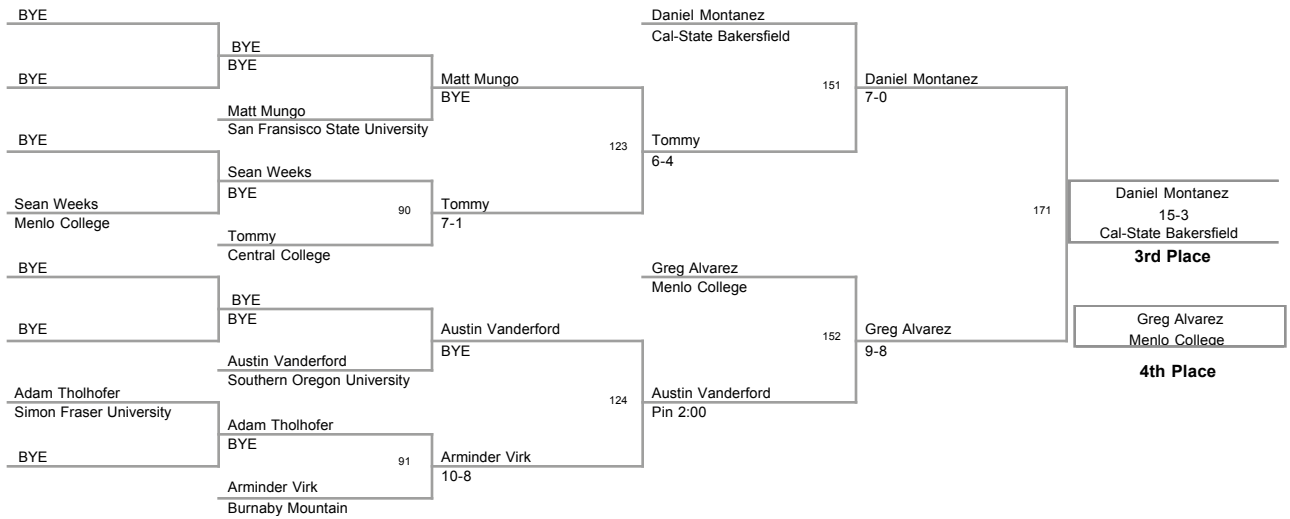 BYE
BYE
BYE
BYE
Matt Mungo
San Fransisco State University
Matt Mungo
BYE
BYE
Sean Weeks
Menlo College
Sean Weeks
BYE
90
Tommy
Central College
Tommy
7-1
123
Tommy
6-4
Daniel Montanez
Cal-State Bakersfield
151
Daniel Montanez
7-0
BYE
BYE
BYE
BYE
Austin Vanderford
Southern Oregon University
Austin Vanderford
BYE
Adam Tholhofer
Simon Fraser University
BYE
Adam Tholhofer
BYE
91
Arminder Virk
Burnaby Mountain
Arminder Virk
10-8
124
Austin Vanderford
Pin 2:00
Greg Alvarez
Menlo College
152
Greg Alvarez
9-8
171
Daniel Montanez
15-3
Cal-State Bakersfield
3rd Place
Greg Alvarez
Menlo College
4th Place